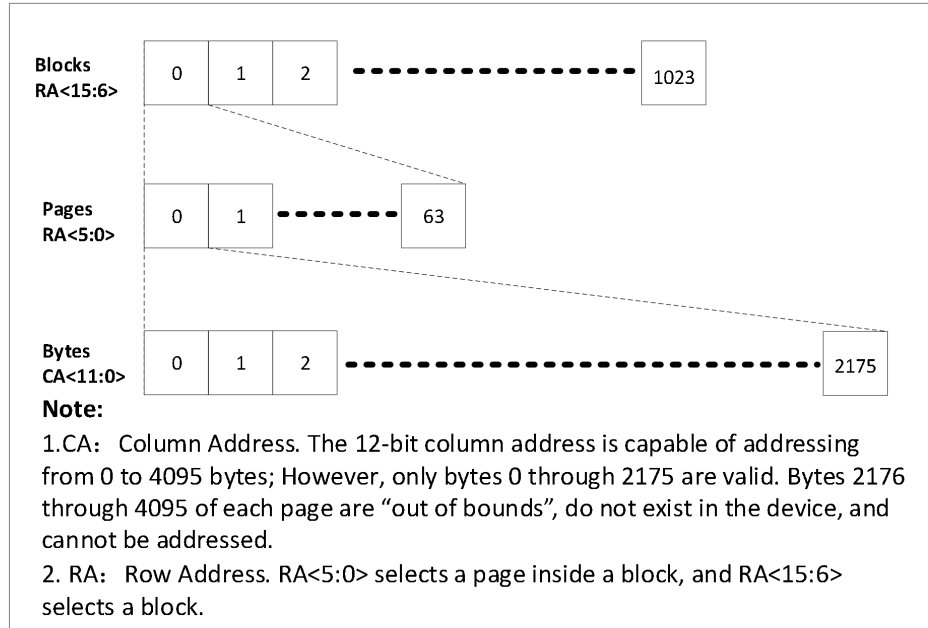 Blocks
RA<15:6>
0 1 2 1023
Pages
RA<5:0>
0 1 63
Bytes
CA<11:0>
0 1 2 2175
Note:
1.CA： Column Address. The 12-bit column address is capable of addressing
from 0 to 4095 bytes; However, only bytes 0 through 2175 are valid. Bytes 2176
through 4095 of each page are “out of bounds”, do not exist in the device, and
cannot be addressed.
2. RA： Row Address. RA<5:0> selects a page inside a block, and RA<15:6>
selects a block.